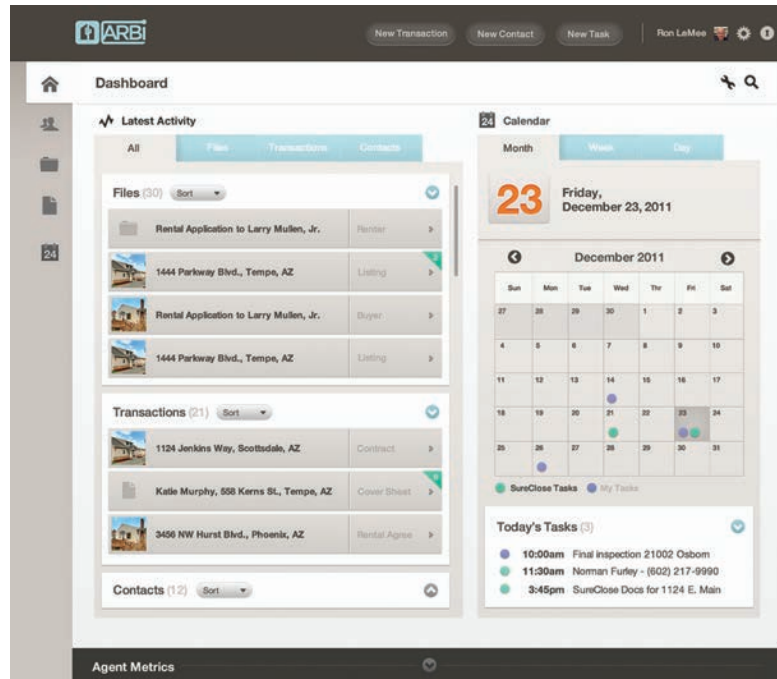 ARBi
New Transaction
New Contact
New Task
Ron LeMee
Dashboard
Latest Activity
All
Files
Transactions
Contacts
Files (30)
Sort
Rental Application to Larry Mullen, Jr.
Renter
1444 Parkway Blvd., Tempe, AZ
Listing
Rental Application to Larry Mullen, Jr.
Buyer
1444 Parkway Blvd., Tempe, AZ
Listing
Transactions (21)
Sort
1124 Jenkins Way, Scottsdale, AZ
Contract
Katie Murphy, 558 Kerns St., Tempe, AZ
Cover Sheet
3456 NW Hurst Blvd., Phoenix, AZ
Rental Agree
Contacts (12)
Sort
24
24
Calendar
Month
Week
Day
23
Friday,
December 23, 2011
December 2011
Sun Mon Tue Wed Thr Fri Sat
27 28 29 30 1 2 3
4 5 6 7 8 9 10
11 12 13 14 15 16 17
18 19 20 21 22 23 24
25 26 27 28 29 30 31
SureClose Tasks
My Tasks
Today's Tasks (3)
10:00am Final inspection 21002 Osborn
11:30am Norman Furley - (602) 217-9990
3:45pm SureClose Docs for 1124 E. Main
Agent Metrics